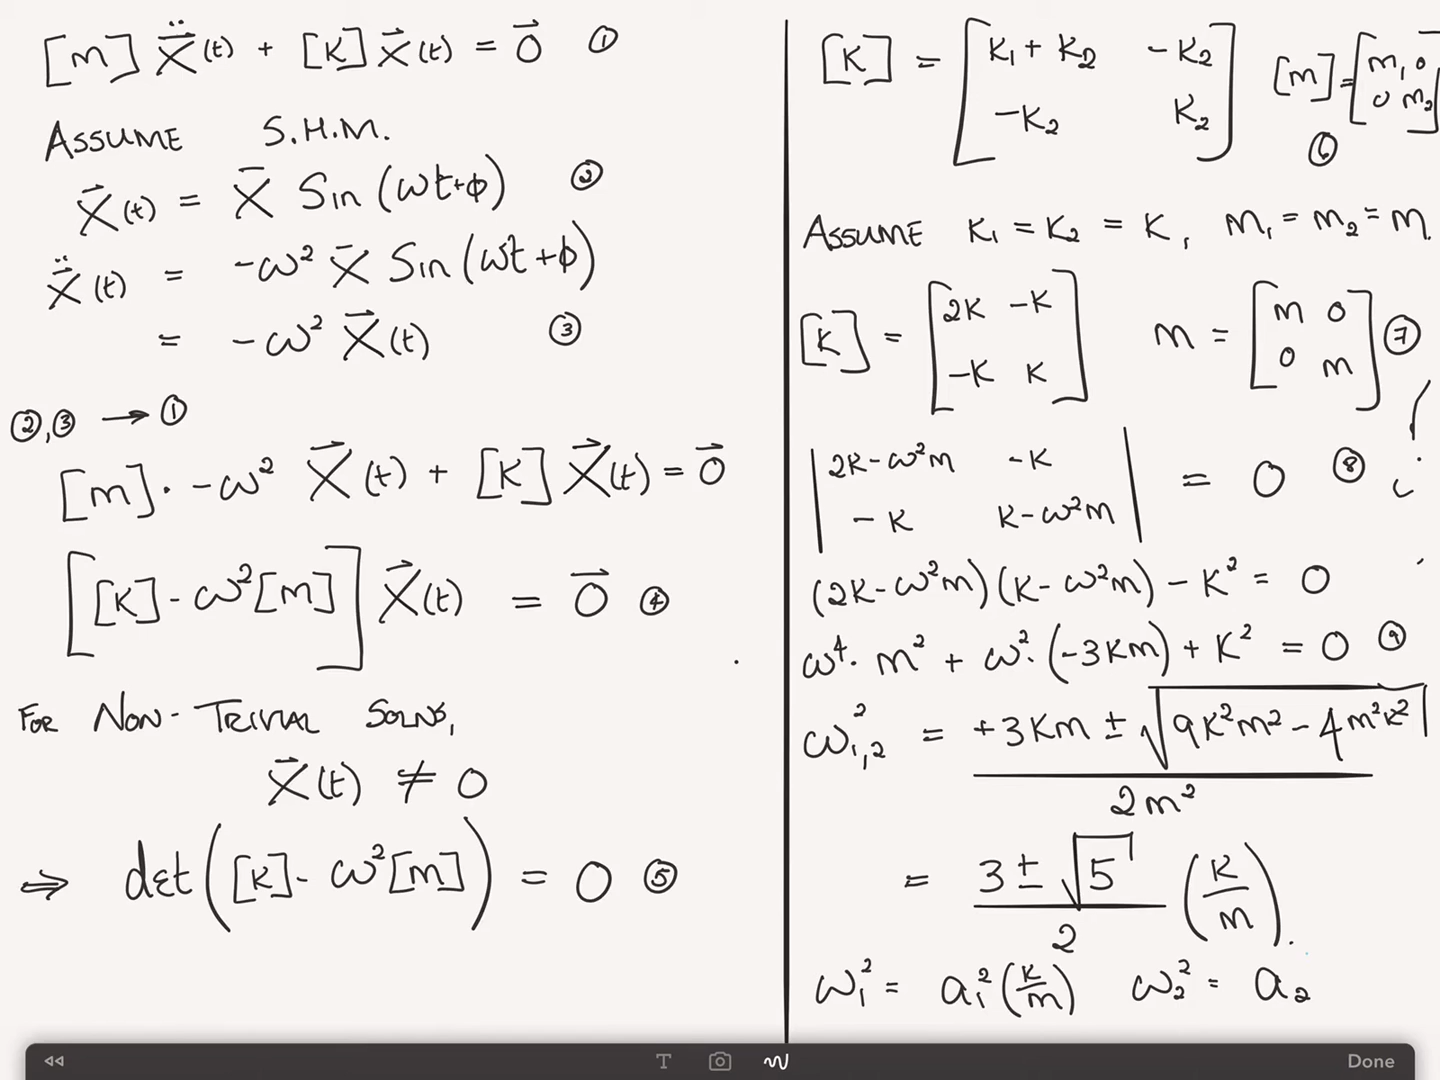 [m] ẍ⃗(t) + [K] x⃗(t) = 0⃗ ①
ASSUME S.H.M.
x⃗(t) = x̄ Sin (ωt+ϕ) ②
ẍ⃗(t) = -ω² x̄ Sin (ωt+ϕ)
= -ω² x⃗(t) ③
②,③ → ①
[m]· -ω² x⃗(t) + [K] x⃗(t) = 0⃗
[[K] - ω²[m]] x⃗(t) = 0⃗ ④
FOR NON-TRIVIAL SOLNS,
x⃗(t) ≠ 0
⇒ det([K] - ω²[m]) = 0 ⑤
[K] = [K₁ + K₂ -K₂
-K₂ K₂] [m] = [m₁ 0
0 m₂] ⑥
ASSUME K₁ = K₂ = K, m₁ = m₂ = m.
[K] = [2K -K
-K K] m = [m 0
0 m] ⑦
|2K-ω²m -K
-K K-ω²m| = 0 ⑧
(2K-ω²m)(K-ω²m) - K² = 0
ω⁴· m² + ω²· (-3Km) + K² = 0 ⑨
ω²₁,₂ = +3Km ± √9K²m² - 4m²K²
2m²
= 3 ± √5 (K/m).
2
ω₁² = a₁² (K/m) ω₂² = a₂
T
Done